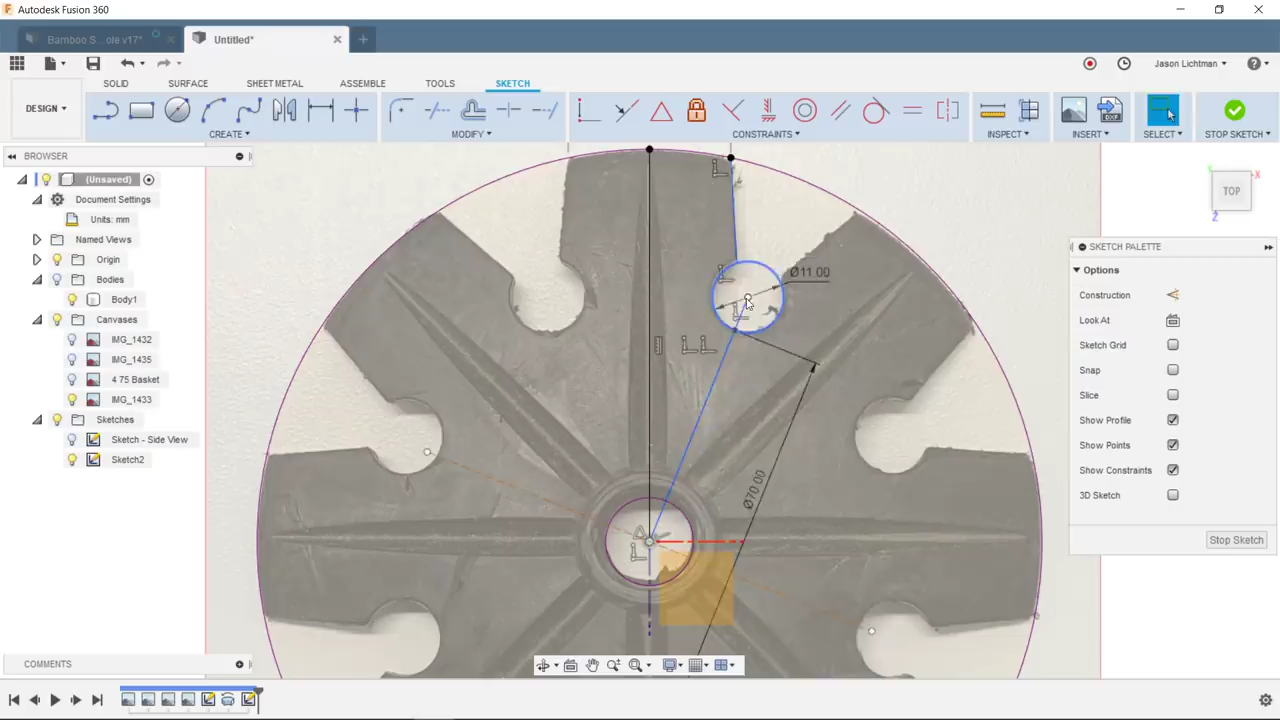 Autodesk Fusion 360
Bamboo S... ole v17*
Untitled*
Jason Lichtman
SOLID SURFACE SHEET METAL ASSEMBLE TOOLS SKETCH
DESIGN
CREATE MODIFY CONSTRAINTS INSPECT INSERT SELECT STOP SKETCH
BROWSER
(Unsaved)
Document Settings
Units: mm
Named Views
Origin
Bodies
Body1
Canvases
IMG_1432
IMG_1435
4 75 Basket
IMG_1433
Sketches
Sketch - Side View
Sketch2
Ø11.00
Ø70.00
TOP
X
Z
SKETCH PALETTE
Options
Construction
Look At
Sketch Grid
Snap
Slice
Show Profile
Show Points
Show Constraints
3D Sketch
Stop Sketch
COMMENTS